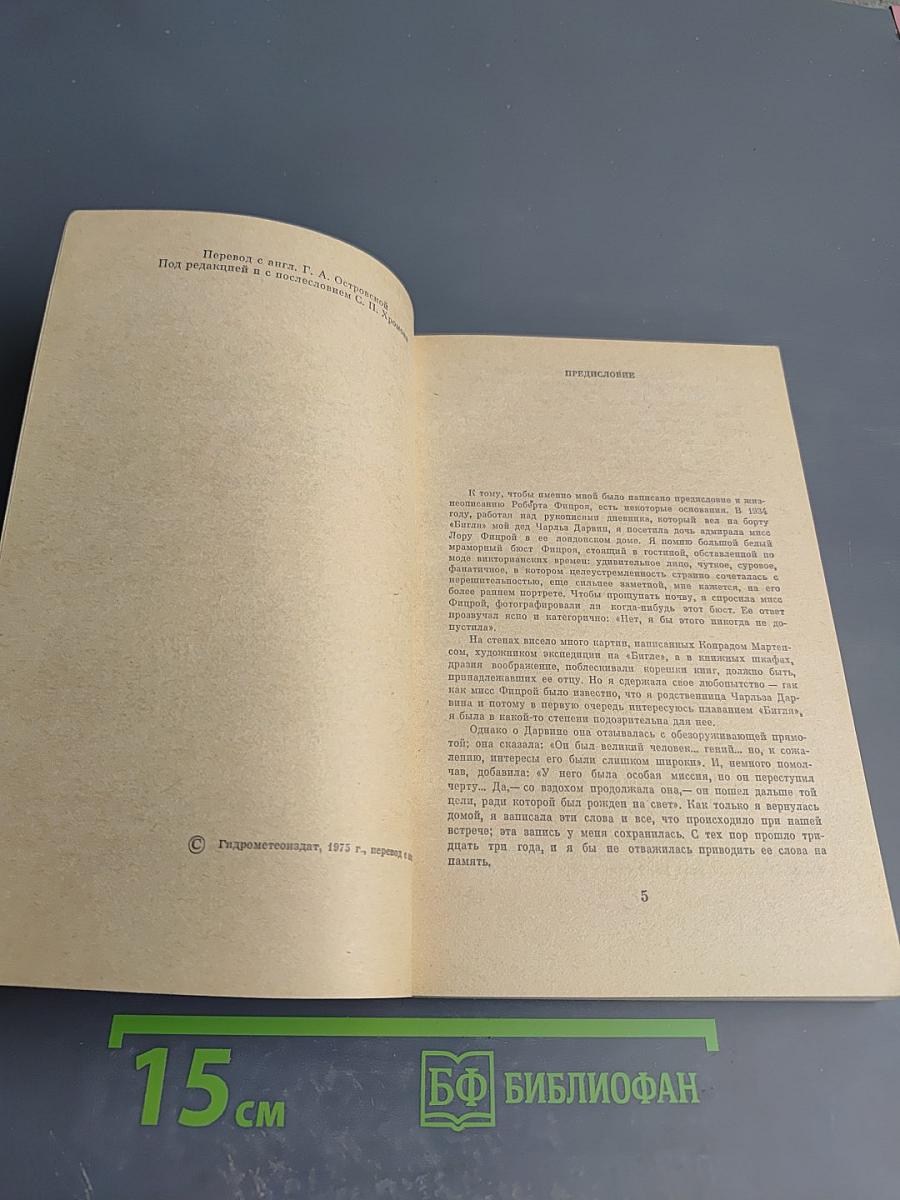 Перевод с англ. Г. А. Островской
Под редакцией и с послесловием С. П.
© Гидрометеоиздат, 1975 г., перевод
ПРЕДИСЛОВИЕ
К тому, чтобы именно мной было написано предисловие к жиз-
неописанию Роберта Фицроя, есть некоторые основания. В 1934
году, работая над рукописями дневника, который вел на борту
«Бигля» мой дед Чарльз Дарвин, я посетила дочь адмирала мисс
Лору Фицрой в ее лондонском доме. Я помню большой белый
мраморный бюст Фицроя, стоящий в гостиной, обставленной по
моде викторианских времен: удивительное лицо, чуткое, суровое,
фанатичное, в котором целеустремленность странно сочеталась с
нерешительностью, еще сильнее заметной, мне кажется, на его
более раннем портрете. Чтобы прощупать почву, я спросила мисс
Фицрой, фотографировали ли когда-нибудь этот бюст. Ее ответ
прозвучал ясно и категорично: «Нет, я бы этого никогда не до-
пустила».
На стенах висело много картин, написанных Конрадом Мартен-
сом, художником экспедиции на «Бигле», а в книжных шкафах,
дразня воображение, поблескивали корешки книг, должно быть,
принадлежавших ее отцу. Но я сдержала свое любопытство — так
как мисс Фицрой было известно, что я родственница Чарльза Дар-
вина и потому в первую очередь интересуюсь плаванием «Бигля»,
я была в какой-то степени подозрительна для нее.
Однако о Дарвине она отзывалась с обезоруживающей прямо-
той; она сказала: «Он был великий человек... гений... но, к сожа-
лению, интересы его были слишком широки». И, немного помол-
чав, добавила: «У него была особая миссия, но он переступил
черту... Да,— со вздохом продолжала она,— он пошел дальше той
цели, ради которой был рожден на свет». Как только я вернулась
домой, я записала эти слова и все, что происходило при нашей
встрече; эта запись у меня сохранилась. С тех пор прошло три-
дцать три года, и я бы не отважилась приводить ее слова на
память.
5
15 см
БФ БИБЛИОФАН